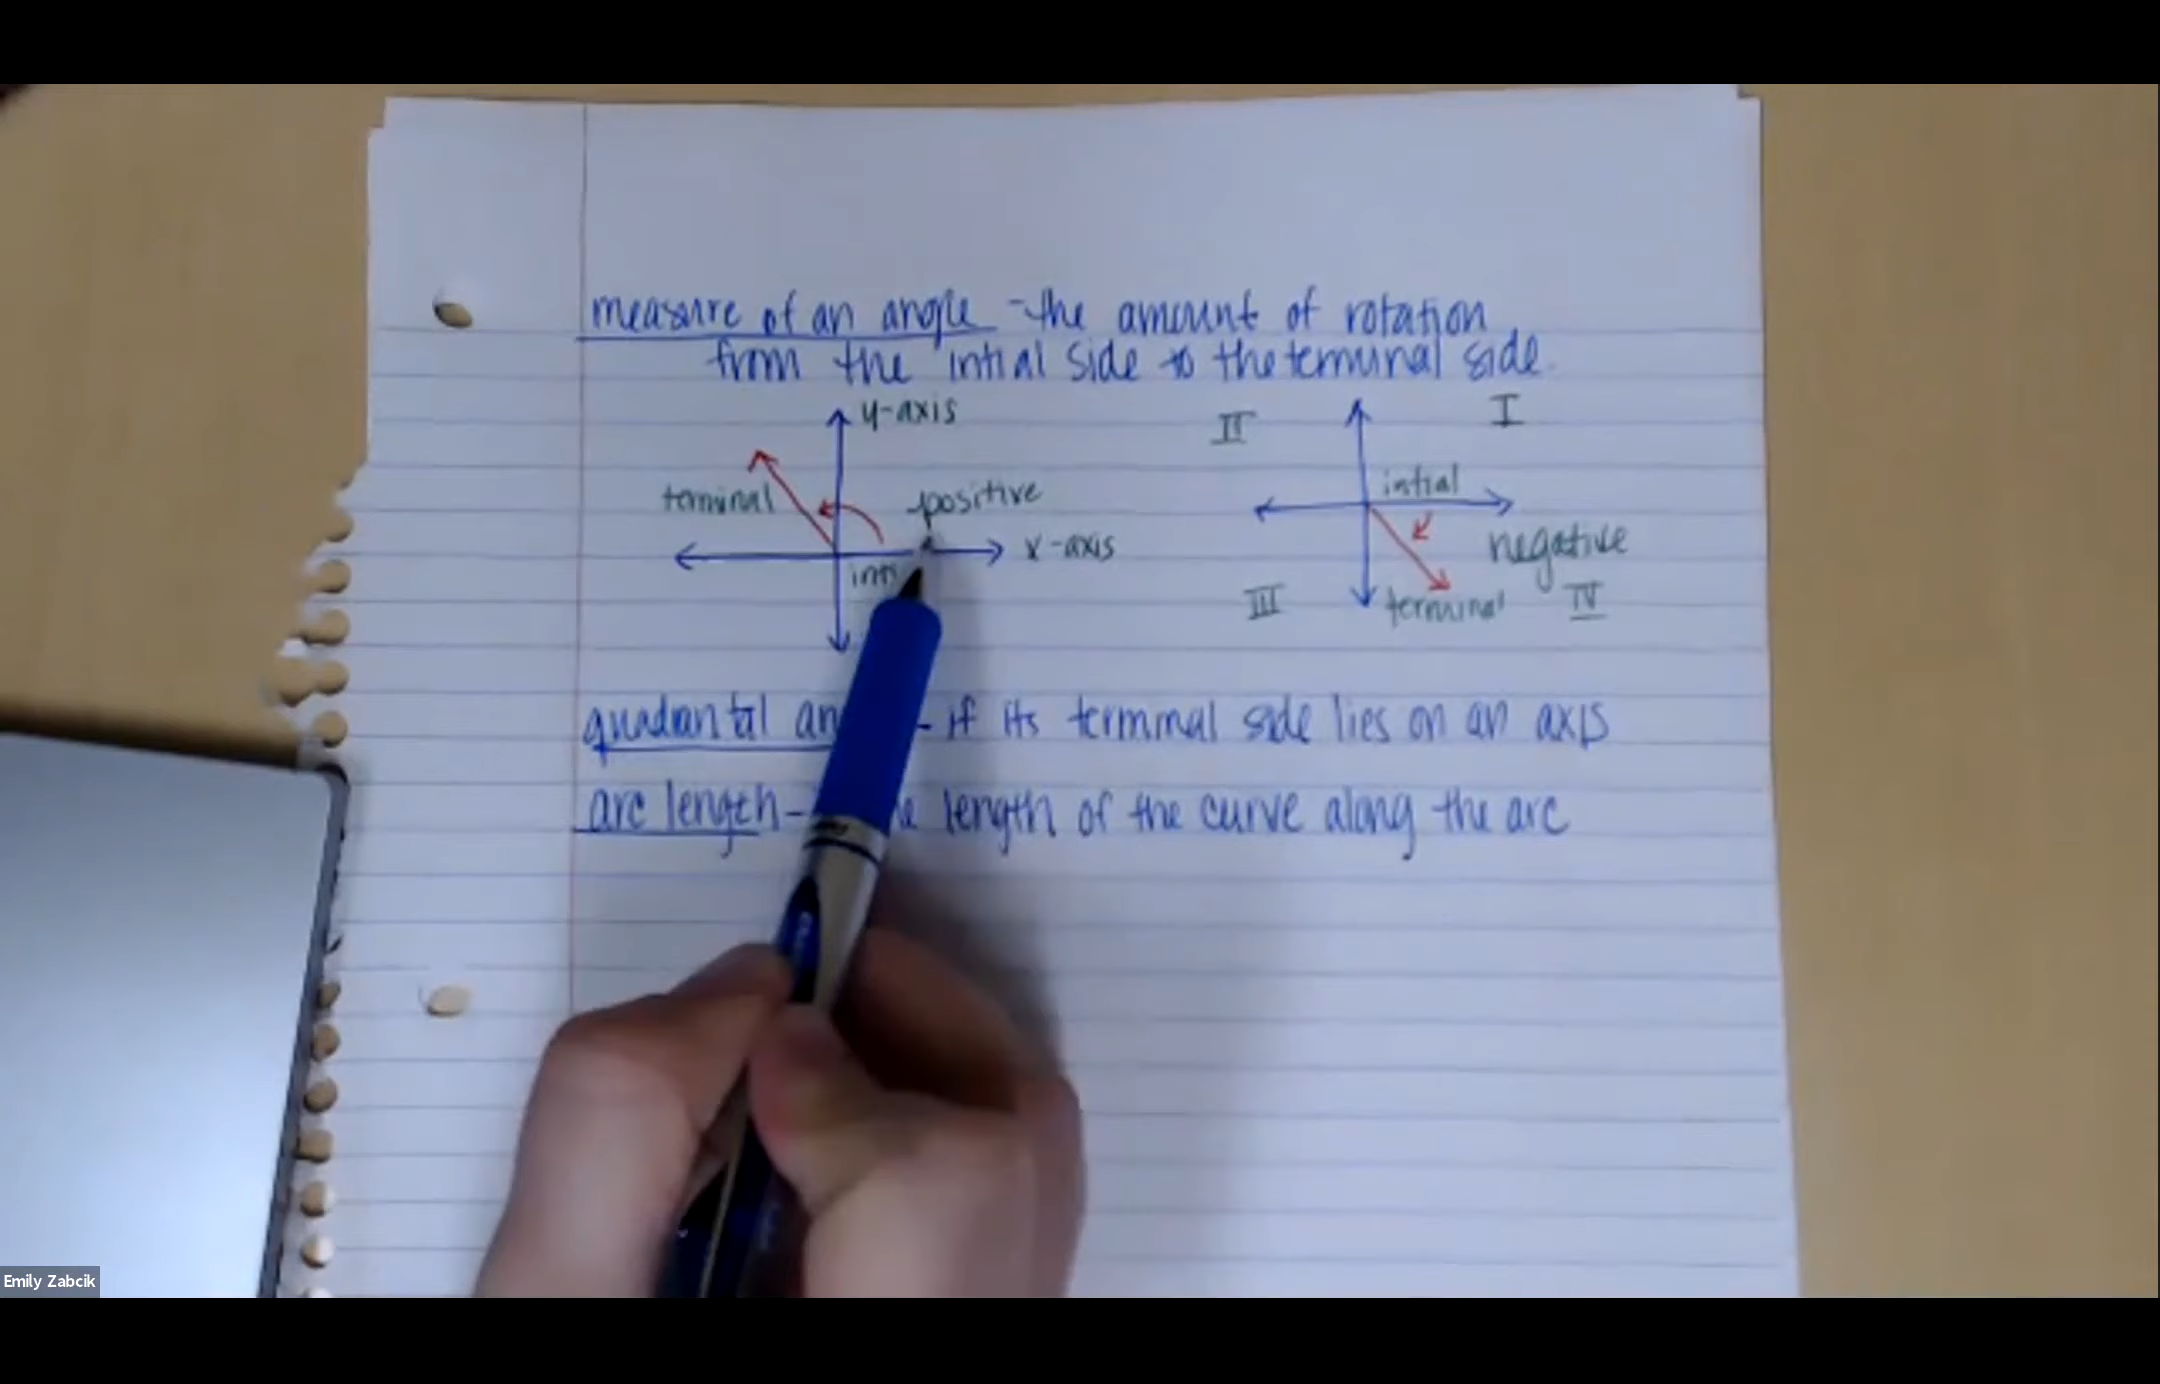 measure of an angle - the amount of rotation
from the intial side to the terminal side.
y-axis
II
I
terminal
positive
intial
x-axis
negative
III
terminal
IV
quadrantal - if its terminal side lies on an axis
arc length - length of the curve along the arc
Emily Zabcik